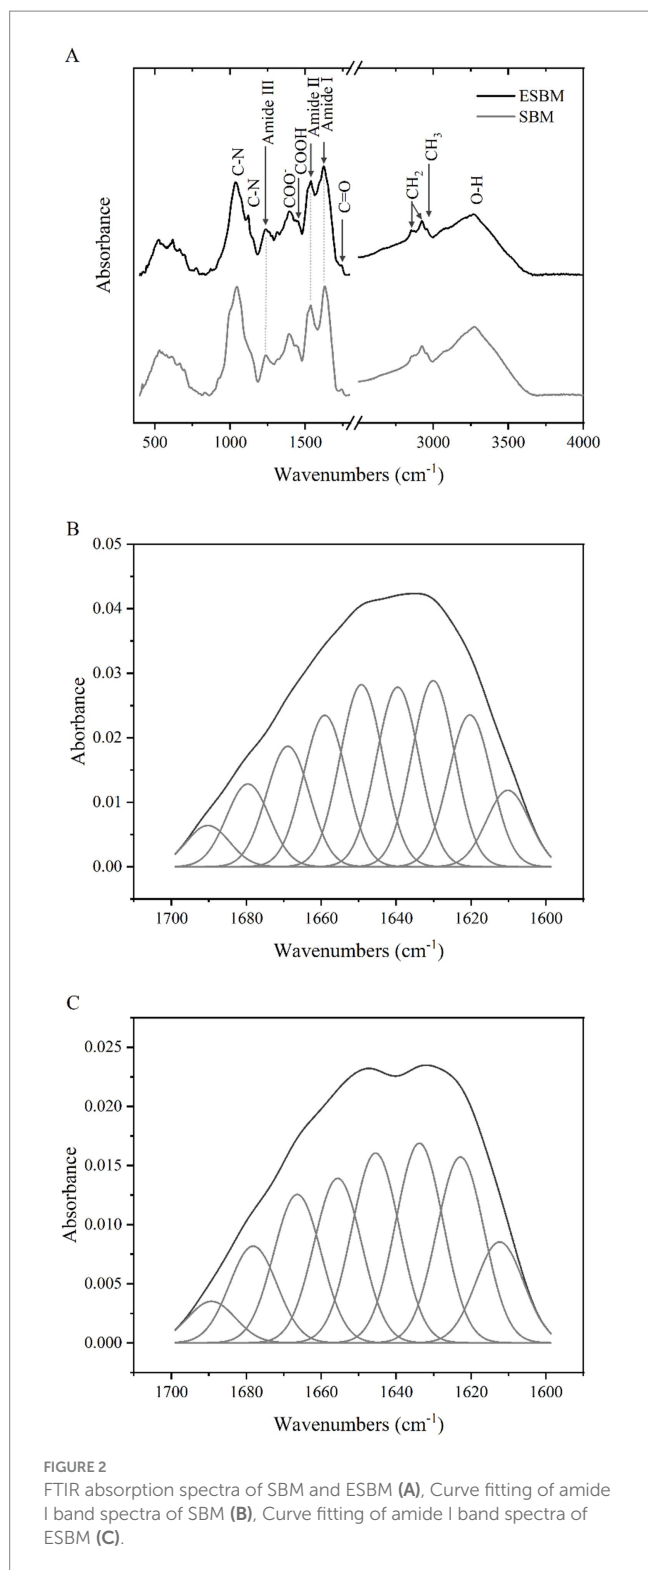 A
ESBM
SBM
C-N
C-N
Amide III
COO-
COOH
Amide II
Amide I
C=O
CH2
CH3
O-H
Absorbance
500
1000
1500
3000
3500
4000
Wavenumbers (cm-1)
B
0.05
0.04
0.03
0.02
0.01
0.00
Aborbance
1700
1680
1660
1640
1620
1600
Wavenumbers (cm-1)
C
0.025
0.020
0.015
0.010
0.005
0.000
Absorbance
1700
1680
1660
1640
1620
1600
Wavenumbers (cm-1)
FIGURE 2
FTIR absorption spectra of SBM and ESBM (A), Curve fitting of amide
I band spectra of SBM (B), Curve fitting of amide I band spectra of
ESBM (C).